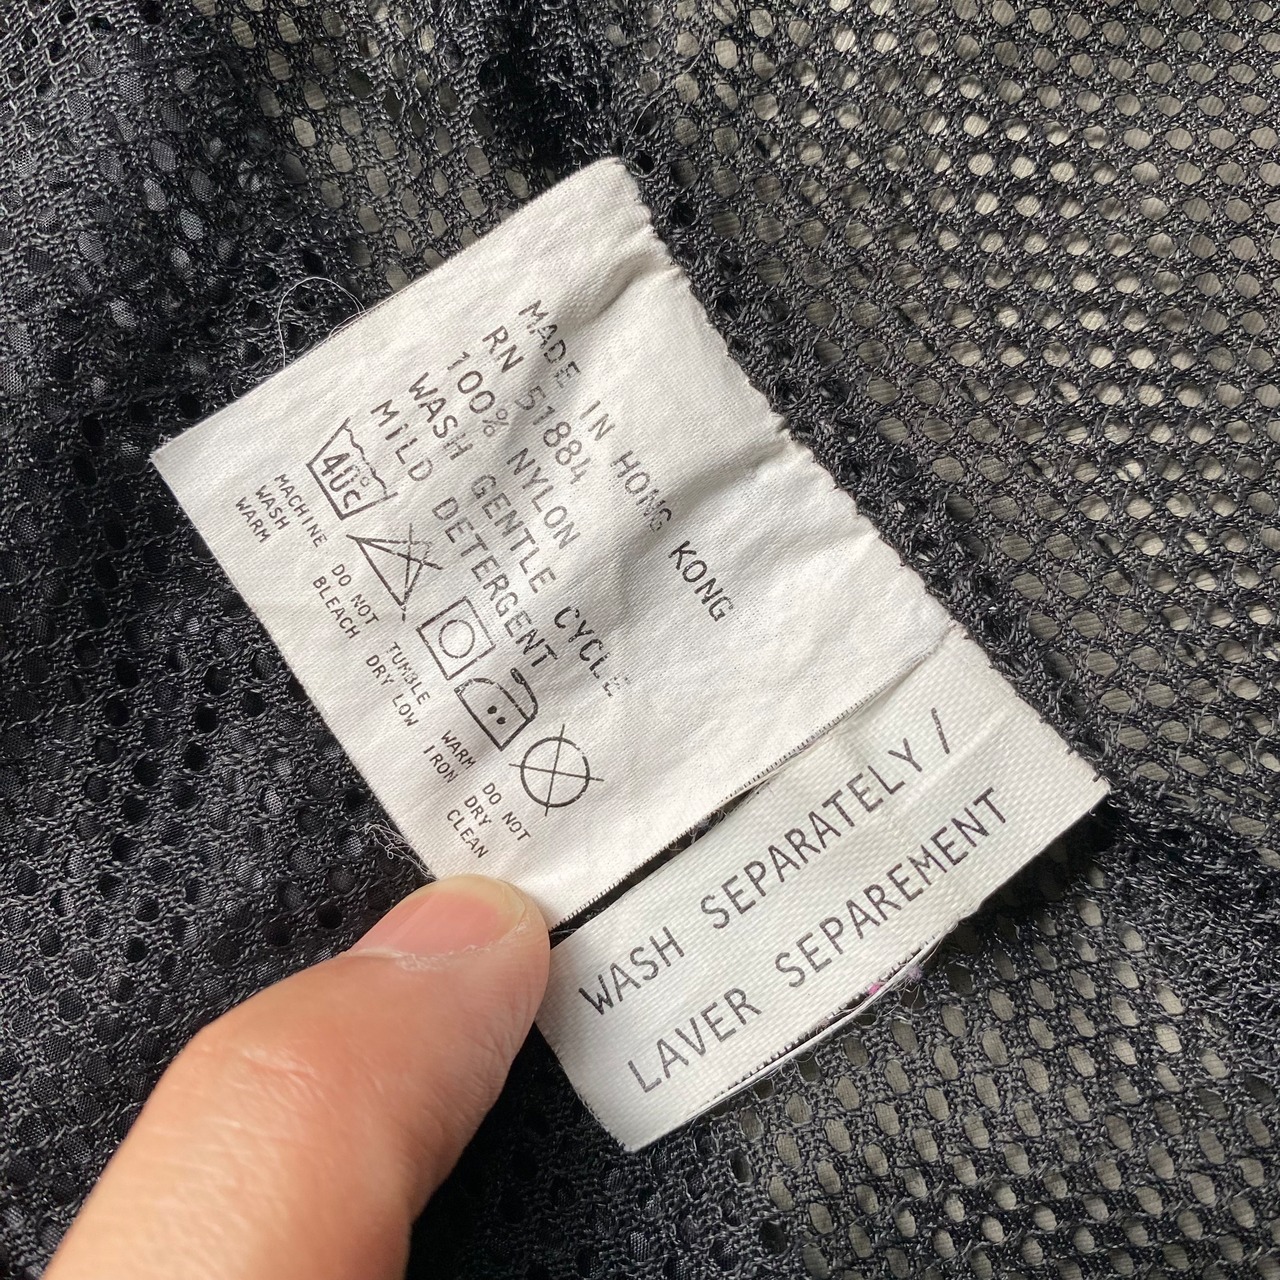 MADE IN HONG KONG
RN 51884
100% NYLON
WASH GENTLE CYCLE
MILD DETERGENT
40°C
MACHINE WASH WARM
DO NOT BLEACH
TUMBLE DRY LOW
WARM IRON
DO NOT DRY CLEAN
WASH SEPARATELY /
LAVER SEPAREMENT